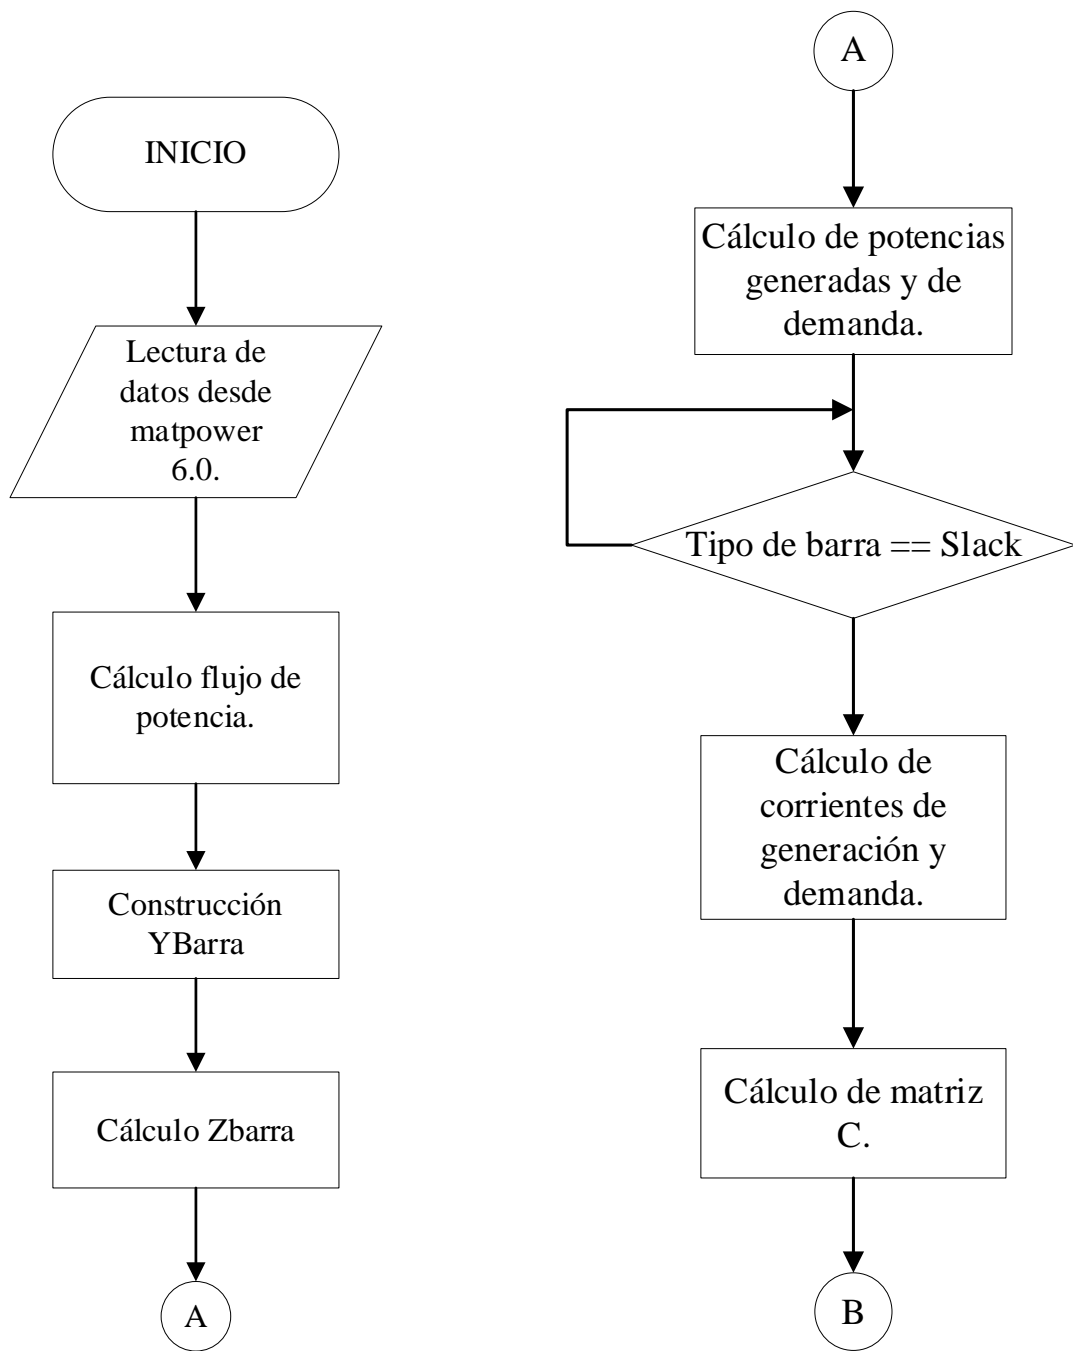 INICIO
Lectura de
datos desde
matpower
6.0.
Cálculo flujo de
potencia.
Construcción
YBarra
Cálculo Zbarra
A
A
Cálculo de potencias
generadas y de
demanda.
Tipo de barra == Slack
Cálculo de
corrientes de
generación y
demanda.
Cálculo de matriz
C.
B